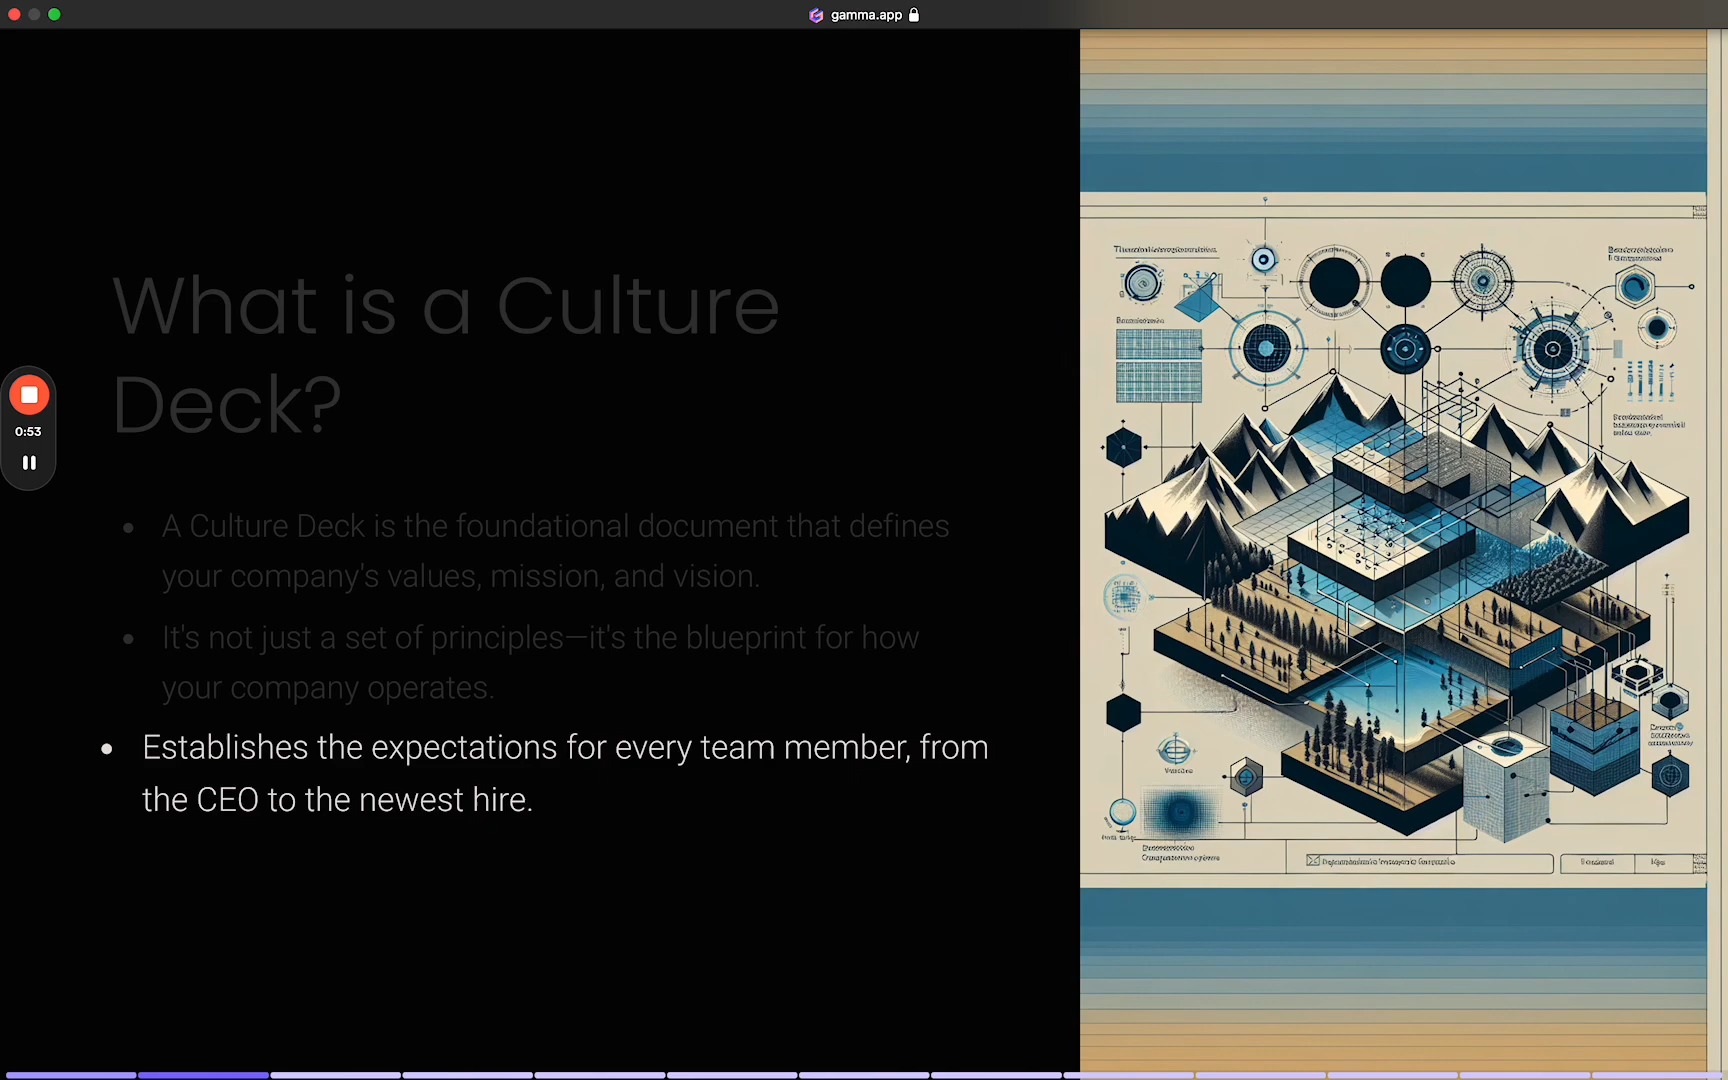 gamma.app
What is a Culture
Deck?
0:53
A Culture Deck is the foundational document that defines
your company's values, mission, and vision.
It's not just a set of principles—it's the blueprint for how
your company operates.
Establishes the expectations for every team member, from
the CEO to the newest hire.